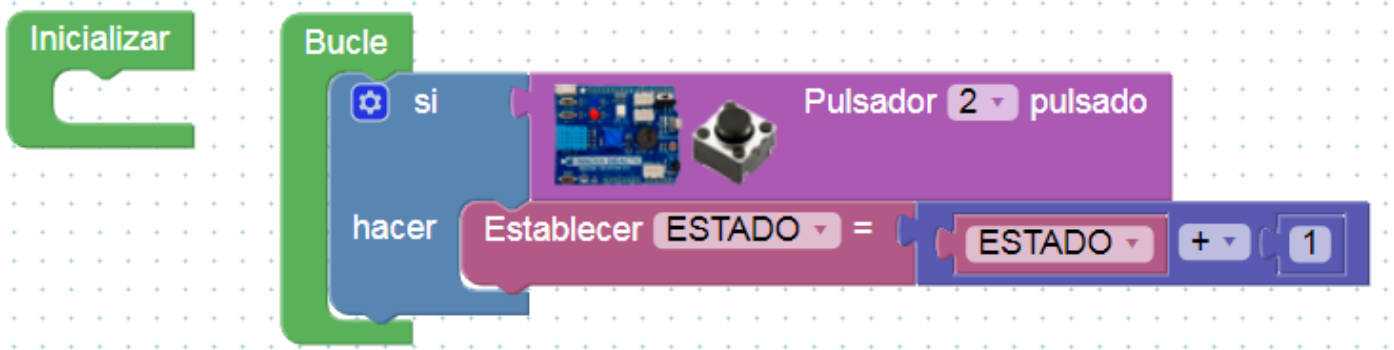 Inicializar
Bucle
si
Pulsador 2 pulsado
hacer
Establecer ESTADO = ESTADO + 1